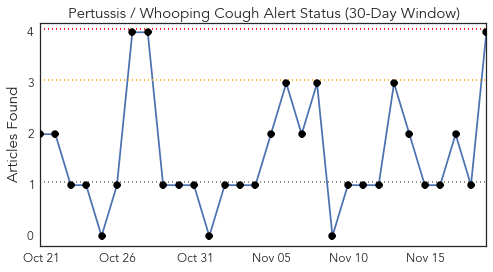 Pertussis / Whooping Cough Alert Status (30-Day Window)
Articles Found
4
3
2
1
0
Oct 21 Oct 26 Oct 31 Nov 05 Nov 10 Nov 15